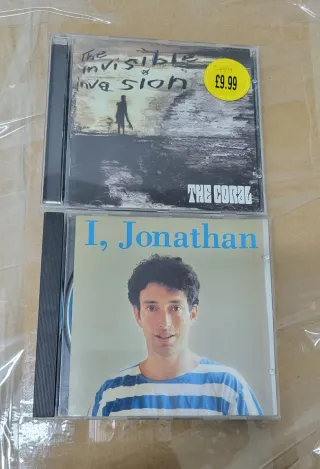 The
invisible
invasion
£9.99
THE CORAL
I, Jonathan